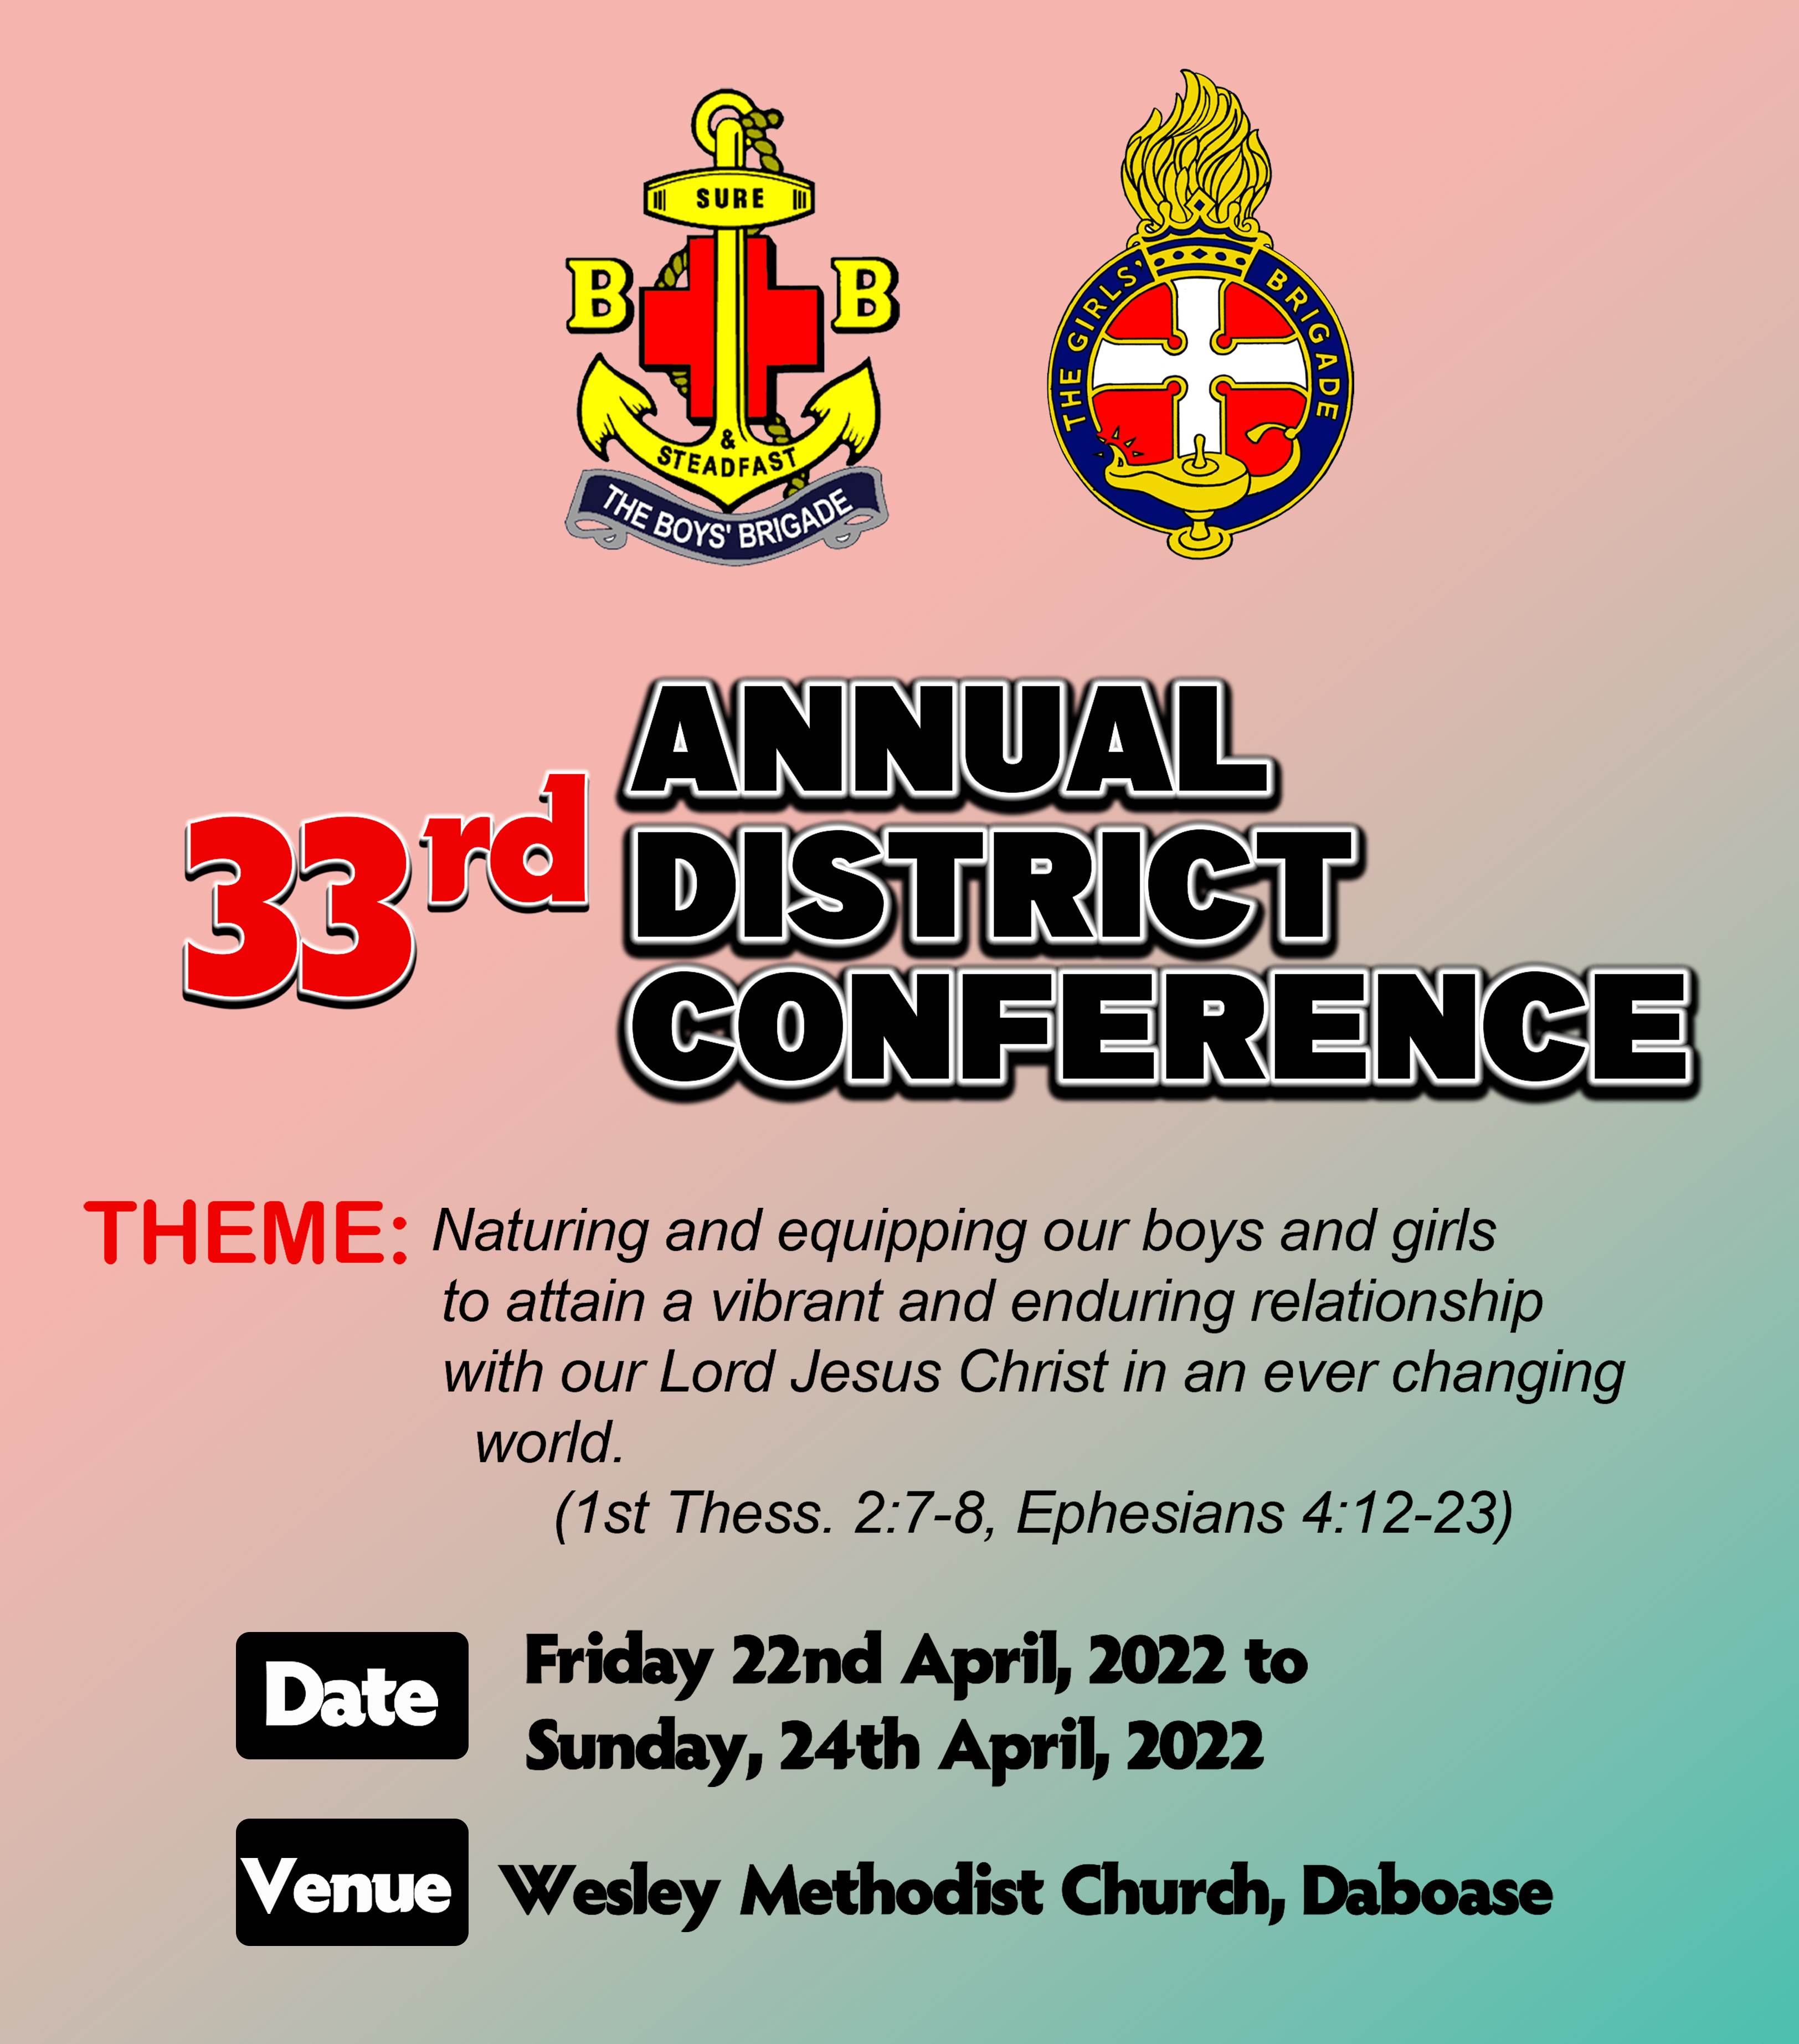 SURE
B B
&
STEADFAST
THE BOYS' BRIGADE
THE GIRLS' BRIGADE
33rd
ANNUAL
DISTRICT
CONFERENCE
THEME: Naturing and equipping our boys and girls
to attain a vibrant and enduring relationship
with our Lord Jesus Christ in an ever changing
world.
(1st Thess. 2:7-8, Ephesians 4:12-23)
Date
Friday 22nd April, 2022 to
Sunday, 24th April, 2022
Venue
Wesley Methodist Church, Daboase